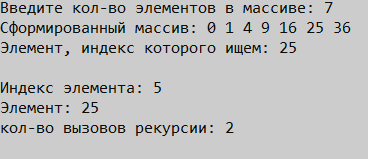 Введите кол-во элементов в массиве: 7
Сформированный массив: 0 1 4 9 16 25 36
Элемент, индекс которого ищем: 25
Индекс элемента: 5
Элемент: 25
кол-во вызовов рекурсии: 2